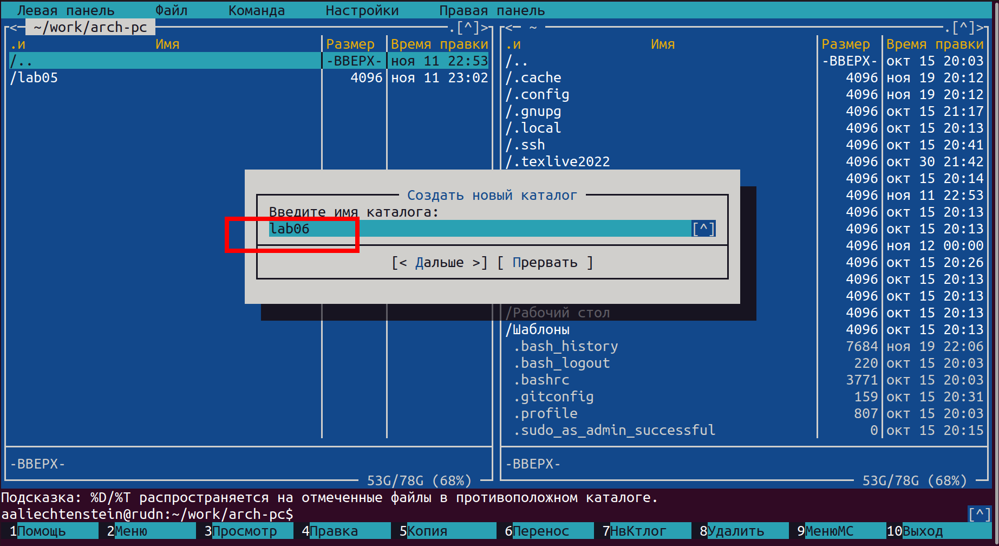 Левая панель Файл Команда Настройки Правая панель
<─ ~/work/arch-pc ─.[^]> <─ ~ ─.[^]>
.и Имя Размер Время правки .и Имя Размер Время правки
/.. -ВВЕРХ- ноя 11 22:53 /.. -ВВЕРХ- окт 15 20:03
/lab05 4096 ноя 11 23:02 /.cache 4096 ноя 19 20:12
/.config 4096 ноя 19 20:12
/.gnupg 4096 окт 15 21:17
/.local 4096 окт 15 20:13
/.ssh 4096 окт 15 20:41
/.texlive2022 4096 окт 30 21:42
4096 окт 15 20:14
Создать новый каталог 4096 ноя 11 22:53
Введите имя каталога: 4096 окт 15 20:13
lab06 [^] 4096 окт 15 20:13
4096 ноя 12 00:00
[< Дальше >] [ Прервать ] 4096 окт 15 20:26
4096 окт 15 20:13
4096 окт 15 20:13
/Рабочий стол 4096 окт 15 20:13
/Шаблоны 4096 окт 15 20:13
.bash_history 7684 ноя 19 22:06
.bash_logout 220 окт 15 20:03
.bashrc 3771 окт 15 20:03
.gitconfig 159 окт 15 20:31
.profile 807 окт 15 20:03
.sudo_as_admin_successful 0 окт 15 20:15
-ВВЕРХ- -ВВЕРХ-
53G/78G (68%) 53G/78G (68%)
Подсказка: %D/%T распространяется на отмеченные файлы в противоположном каталоге.
aaliechtenstein@rudn:~/work/arch-pc$ [^]
1Помощь 2Меню 3Просмотр 4Правка 5Копия 6Перенос 7НвКтлог 8Удалить 9МенюМС 10Выход